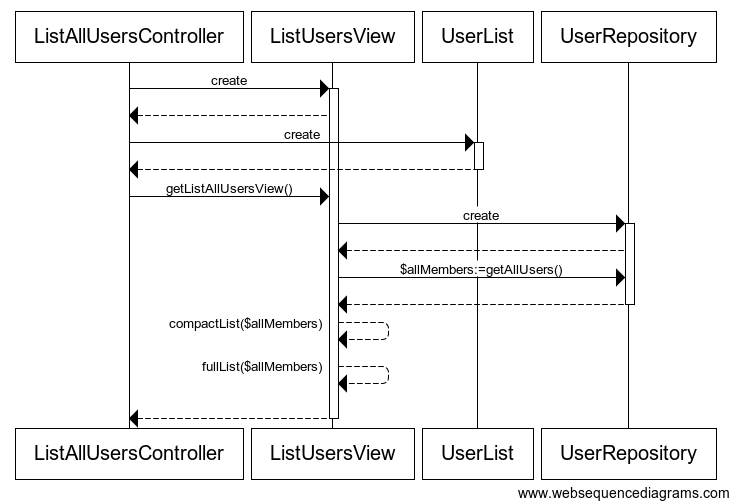 ListAllUsersController
ListUsersView
UserList
UserRepository
create
create
getListAllUsersView()
create
$allMembers:=getAllUsers()
compactList($allMembers)
fullList($allMembers)
ListAllUsersController
ListUsersView
UserList
UserRepository
www.websequencediagrams.com